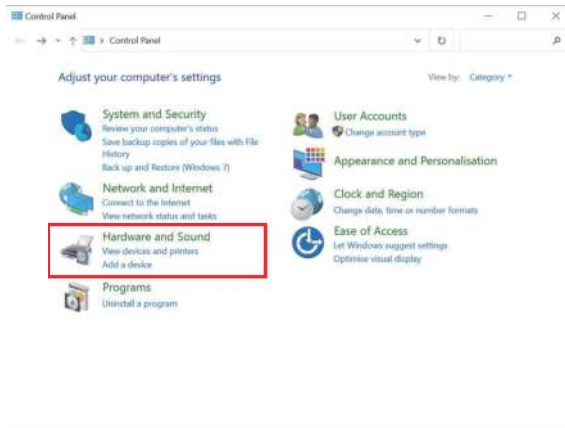 Control Panel
Control Panel
Adjust your computer's settings
View by: Category
System and Security
Review your computer's status
Save backup copies of your files with File
History
Back up and Restore (Windows 7)
Network and Internet
Connect to the Internet
View network status and tasks
Hardware and Sound
View devices and printers
Add a device
Programs
Uninstall a program
User Accounts
Change account type
Appearance and Personalisation
Clock and Region
Change date, time or number formats
Ease of Access
Let Windows suggest settings
Optimise visual display